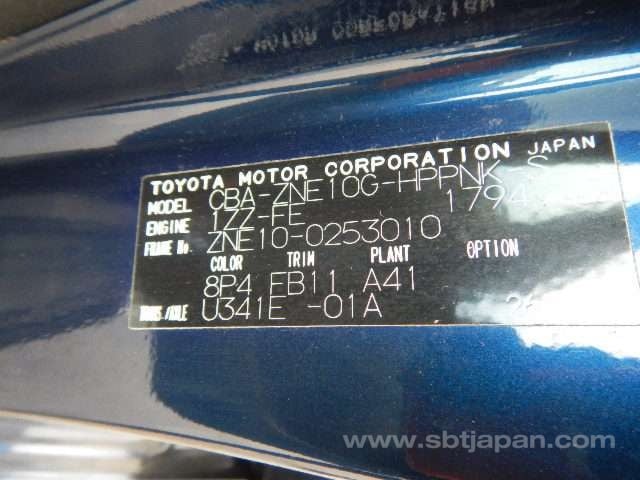 TOYOTA MOTOR CORPORATION JAPAN
MODEL CBA-ZNE10G-HPPNK-S
ENGINE 1ZZ-FE 1794
FRAME No. ZNE10-0253010
COLOR TRIM PLANT OPTION
8P4 FB11 A41
TRANS./AXLE U341E -01A
www.sbtjapan.com